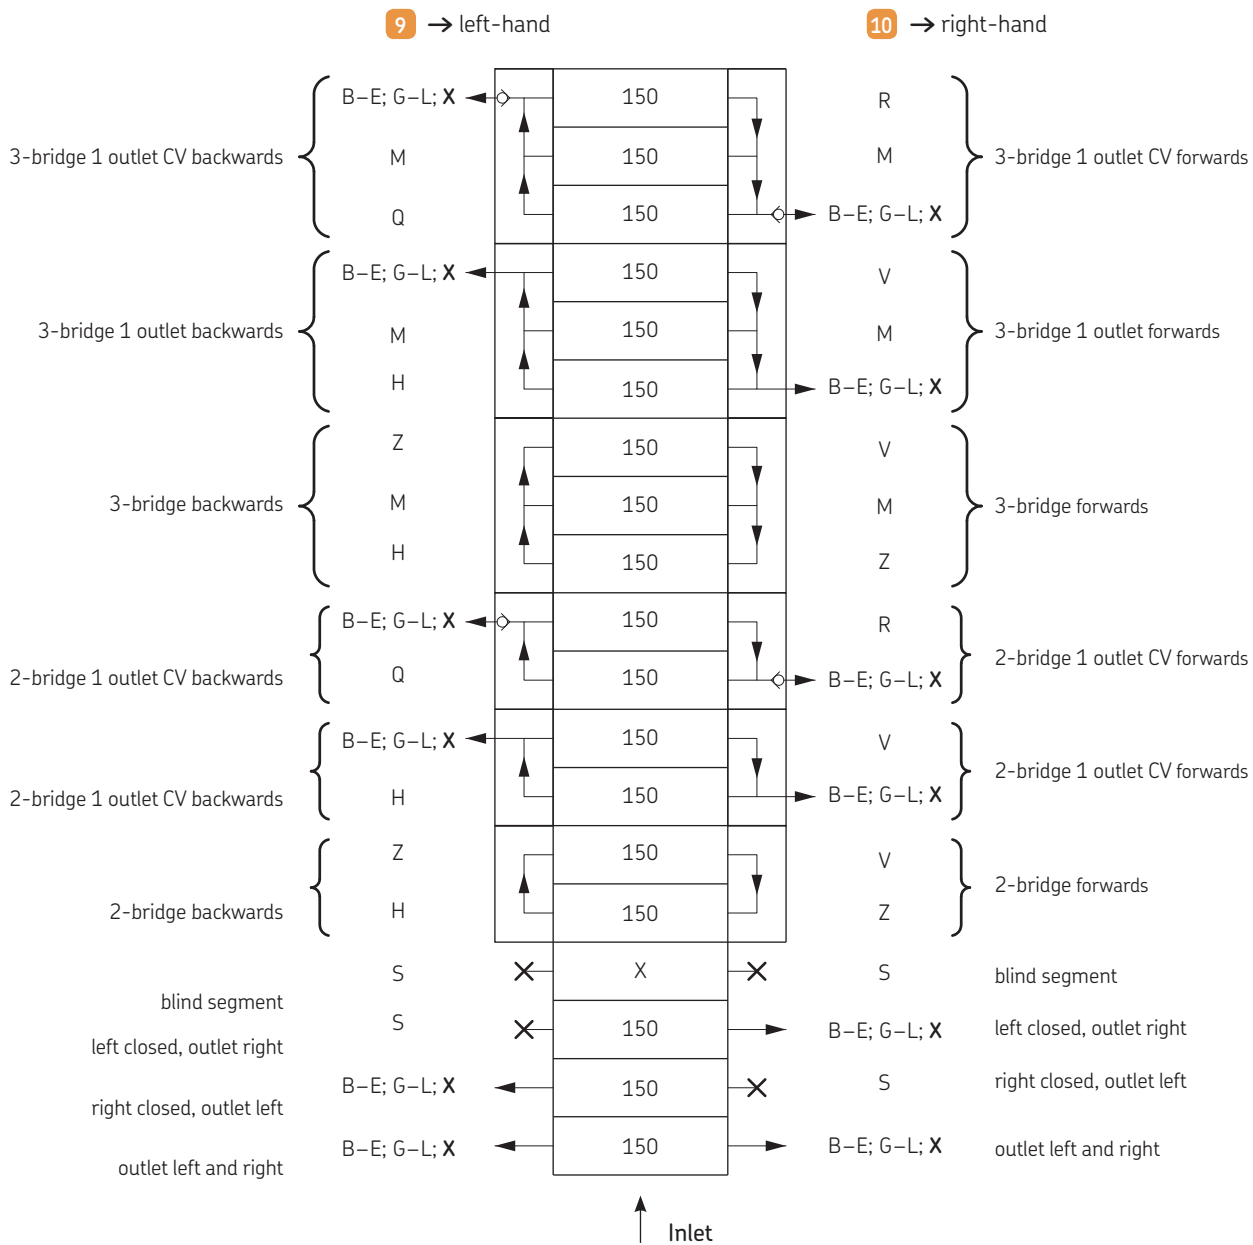 9 → left-hand 10 → right-hand
B–E; G–L; X 150 R
3-bridge 1 outlet CV backwards M 150 M 3-bridge 1 outlet CV forwards
Q 150 B–E; G–L; X
B–E; G–L; X 150 V
3-bridge 1 outlet backwards M 150 M 3-bridge 1 outlet forwards
H 150 B–E; G–L; X
Z 150 V
3-bridge backwards M 150 M 3-bridge forwards
H 150 Z
B–E; G–L; X 150 R
2-bridge 1 outlet CV backwards Q 150 B–E; G–L; X 2-bridge 1 outlet CV forwards
B–E; G–L; X 150 V
2-bridge 1 outlet CV backwards H 150 B–E; G–L; X 2-bridge 1 outlet CV forwards
Z 150 V
2-bridge backwards H 150 Z 2-bridge forwards
blind segment S X S blind segment
left closed, outlet right S 150 B–E; G–L; X left closed, outlet right
right closed, outlet left B–E; G–L; X 150 S right closed, outlet left
outlet left and right B–E; G–L; X 150 B–E; G–L; X outlet left and right
Inlet